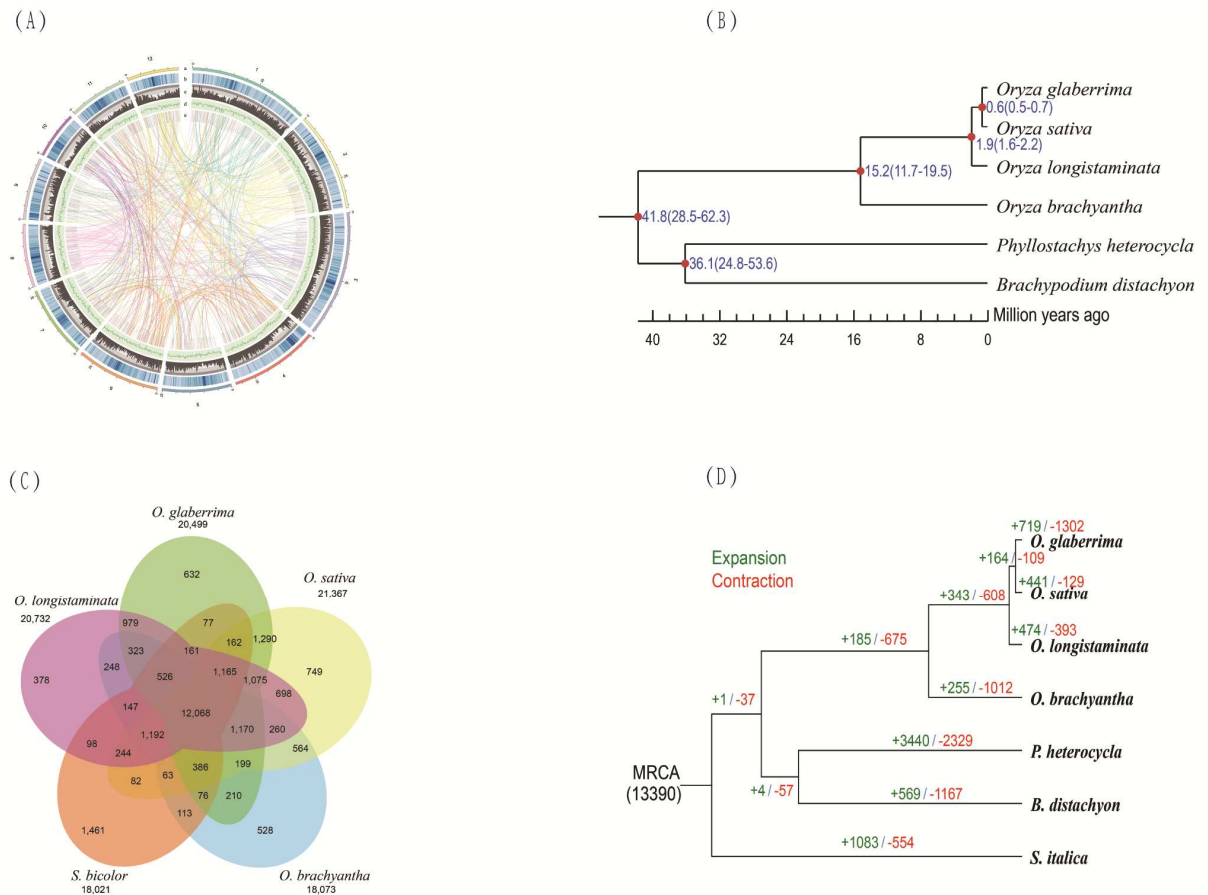 (A)
12
11
10
a
b
c
d
e
(B)
Oryza glaberrima
0.6(0.5-0.7)
Oryza sativa
1.9(1.6-2.2)
Oryza longistaminata
15.2(11.7-19.5)
Oryza brachyantha
41.8(28.5-62.3)
Phyllostachys heterocycla
36.1(24.8-53.6)
Brachypodium distachyon
Million years ago
40 32 24 16 8 0
(C)
O. glaberrima
20,499
O. sativa
21,367
O. longistaminata
20,732
632
979 77
323 161 162 1,290
248 526 1,165 1,075 749
378 698
147 12,068
1,192 1,170 260
98 244 564
386 199
82 63
76 210
113
1,461 528
S. bicolor
18,021
O. brachyantha
18,073
(D)
Expansion
Contraction
+719 / -1302
O. glaberrima
+164 / -109
+441 / -129
O. sativa
+343 / -608
+474 / -393
O. longistaminata
+185 / -675
+255 / -1012
O. brachyantha
+1 / -37
+3440 / -2329
P. heterocycla
MRCA
(13390)
+4 / -57
+569 / -1167
B. distachyon
+1083 / -554
S. italica